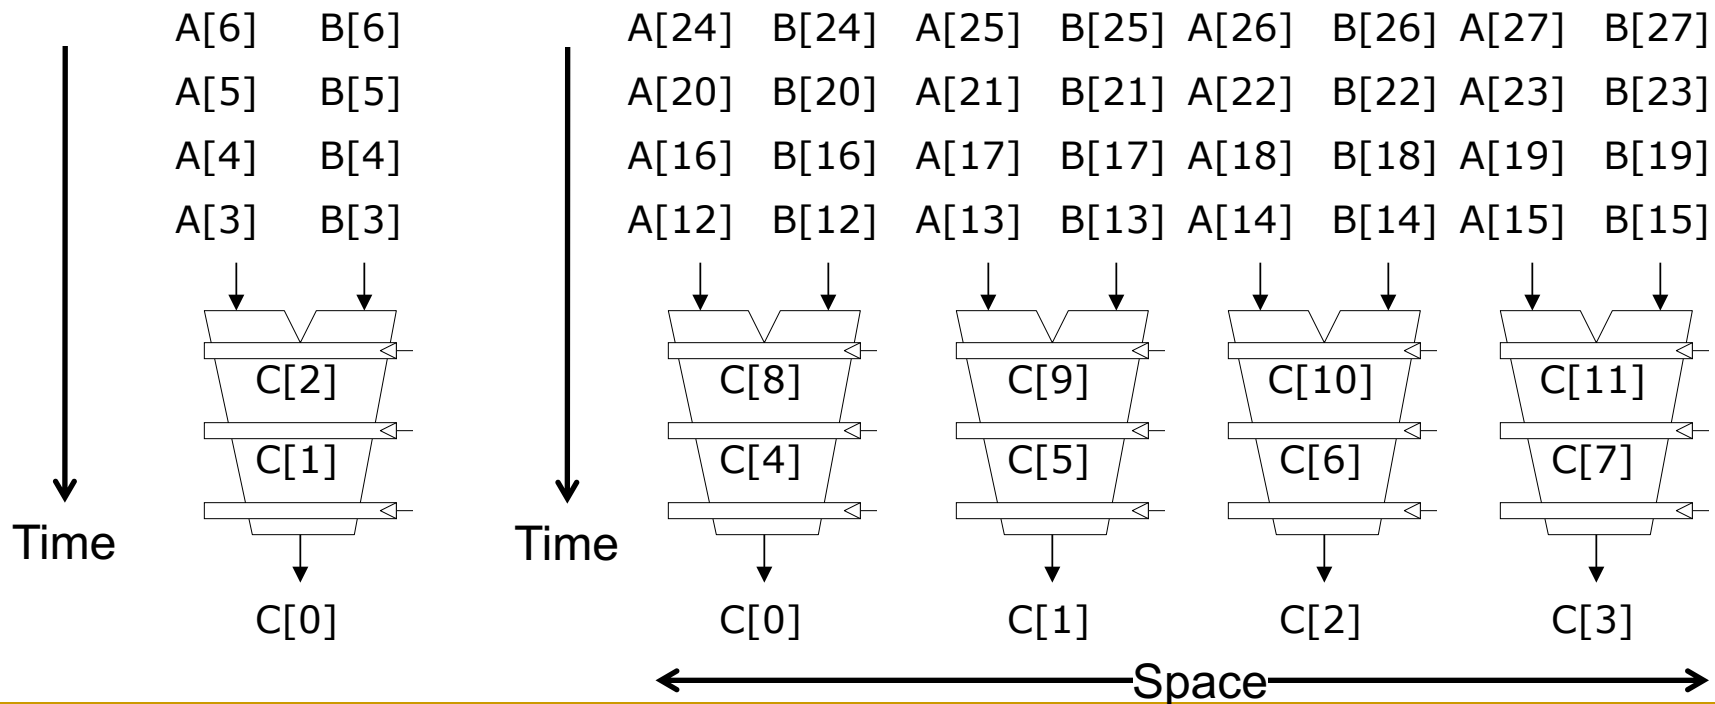 A[6] B[6] A[24] B[24] A[25] B[25] A[26] B[26] A[27] B[27]
A[5] B[5] A[20] B[20] A[21] B[21] A[22] B[22] A[23] B[23]
A[4] B[4] A[16] B[16] A[17] B[17] A[18] B[18] A[19] B[19]
A[3] B[3] A[12] B[12] A[13] B[13] A[14] B[14] A[15] B[15]
C[2] C[8] C[9] C[10] C[11]
C[1] C[4] C[5] C[6] C[7]
Time Time
C[0] C[0] C[1] C[2] C[3]
Space